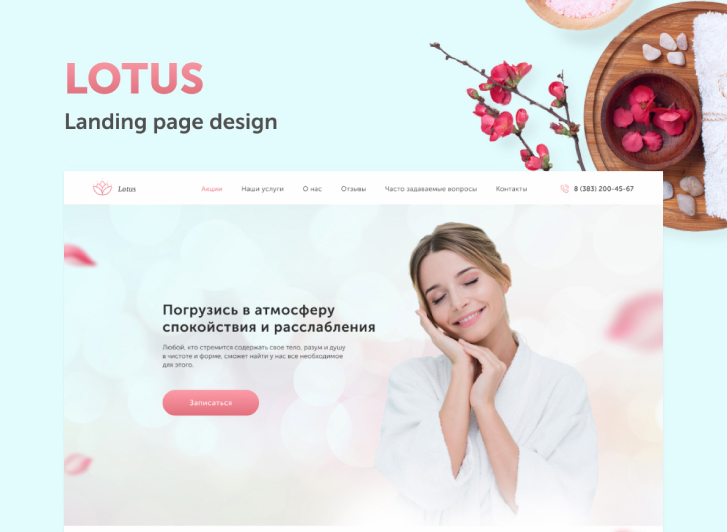 LOTUS
Landing page design
Lotus
Акции
Наши услуги
О нас
Отзывы
Часто задаваемые вопросы
Контакты
8 (383) 200-45-67
Погрузись в атмосферу
спокойствия и расслабления
Любой, кто стремится содержать свое тело, разум и душу
в чистоте и форме, сможет найти у нас все необходимое
для этого.
Записаться